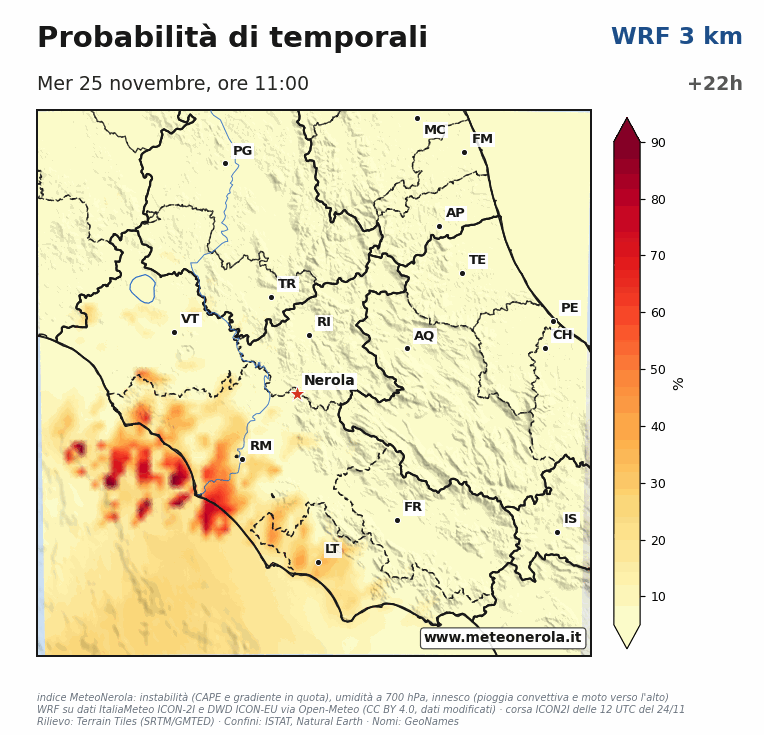 Probabilità di temporali
WRF 3 km
Mer 25 novembre, ore 11:00
+22h
MC
FM
PG
AP
TE
TR
PE
VT
RI
AQ
CH
Nerola
RM
FR
IS
LT
www.meteonerola.it
90
80
70
60
50
40
30
20
10
%
indice MeteoNerola: instabilità (CAPE e gradiente in quota), umidità a 700 hPa, innesco (pioggia convettiva e moto verso l'alto)
WRF su dati ItaliaMeteo ICON-2I e DWD ICON-EU via Open-Meteo (CC BY 4.0, dati modificati) · corsa ICON2I delle 12 UTC del 24/11
Rilievo: Terrain Tiles (SRTM/GMTED) · Confini: ISTAT, Natural Earth · Nomi: GeoNames